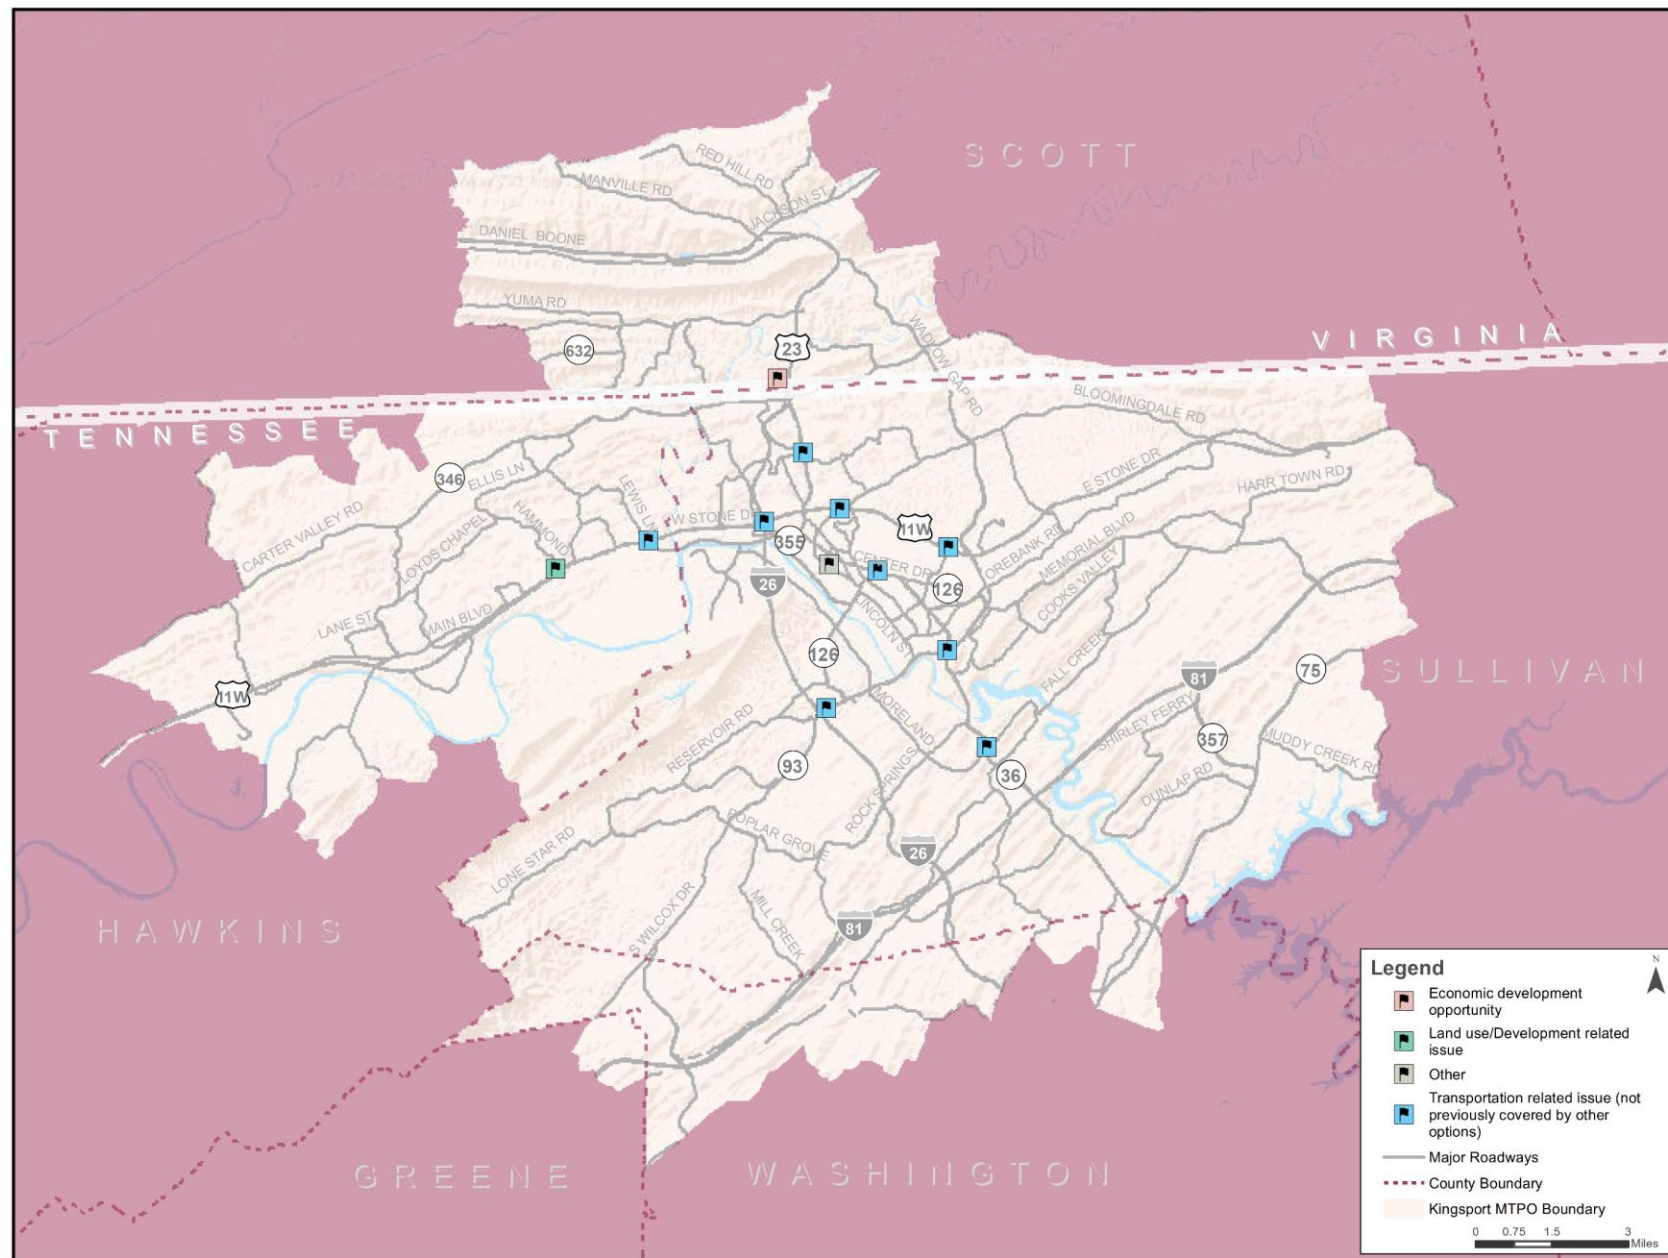 SCOTT
RED HILL RD
MANVILLE RD
JACKSON ST
DANIEL BOONE
YUMA RD
632
23
WADLOW GAP RD
VIRGINIA
TENNESSEE
BLOOMINGDALE RD
346
ELLIS LN
LEWIS LN
HAMMOND
LOYDS CHAPEL
CARTER VALLEY RD
W STONE D
E STONE DR
HARR TOWN RD
11W
355
CENTER DR
OREBANK RD
MEMORIAL BLVD
COOKS VALLEY
26
126
LINCOLN ST
LANE ST
MAIN BLVD
126
FALL CREEK
11W
81
75
SULLIVAN
MORELAND
SHIRLEY FERRY
RESERVOIR RD
357
MUDDY CREEK R
93
36
DUNLAP RD
ROCK SPRINGS
POPLAR GROVE
LONE STAR RD
26
S WILCOX DR
MILL CREEK
81
HAWKINS
GREENE
WASHINGTON
Legend
N
Economic development
opportunity
Land use/Development related
issue
Other
Transportation related issue (not
previously covered by other
options)
Major Roadways
County Boundary
Kingsport MTPO Boundary
0 0.75 1.5 3
Miles